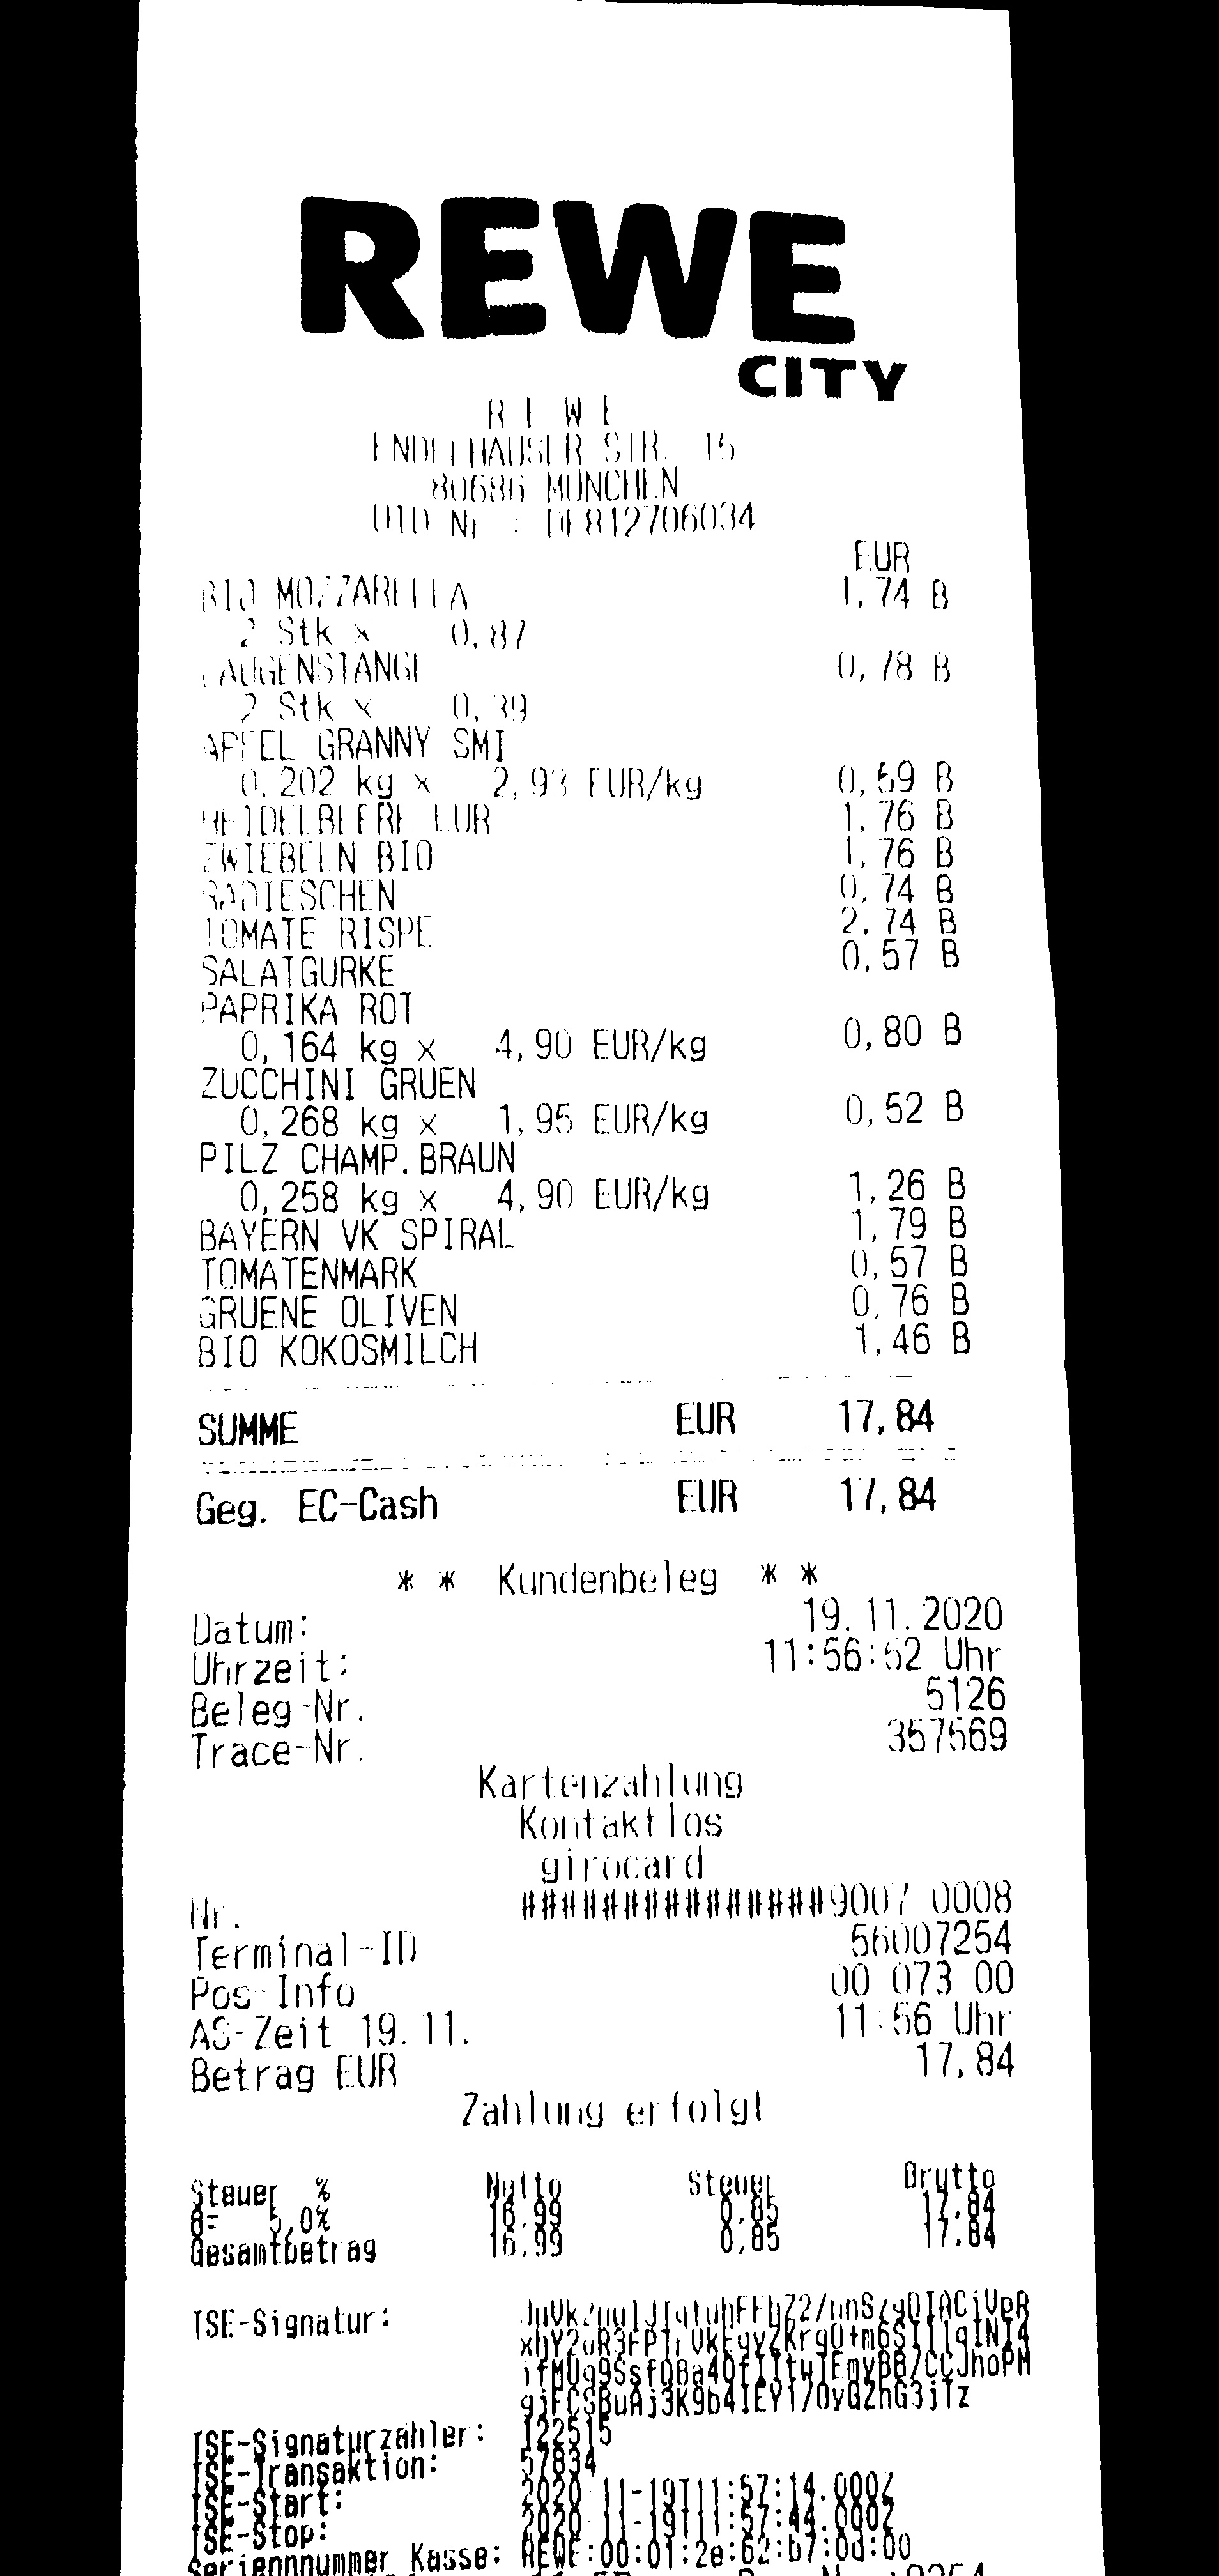 REWE
CITY
R E W E
ENDELHAUSER STR. 15
80686 MÜNCHEN
UID Nr.: DE812706034
EUR
BIO MOZZARELLA 1,74 B
2 Stk x 0,87
LAUGENSTANGE 0,78 B
2 Stk x 0,39
APFEL GRANNY SMI
0,202 kg x 2,93 EUR/kg 0,59 B
HEIDELBEERE EUR 1,76 B
ZWIEBELN BIO 1,76 B
RADIESCHEN 0,74 B
TOMATE RISPE 2,74 B
SALATGURKE 0,57 B
PAPRIKA ROT
0,164 kg x 4,90 EUR/kg 0,80 B
ZUCCHINI GRUEN
0,268 kg x 1,95 EUR/kg 0,52 B
PILZ CHAMP.BRAUN
0,258 kg x 4,90 EUR/kg 1,26 B
BAYERN VK SPIRAL 1,79 B
TOMATENMARK 0,57 B
GRUENE OLIVEN 0,76 B
BIO KOKOSMILCH 1,46 B
SUMME EUR 17,84
Geg. EC-Cash EUR 17,84
* * Kundenbeleg * *
Datum: 19.11.2020
Uhrzeit: 11:56:52 Uhr
Beleg-Nr. 5126
Trace-Nr. 357569
Kartenzahlung
Kontaktlos
girocard
Nr. ###############9007 0008
Terminal-ID 56007254
Pos-Info 00 073 00
AS-Zeit 19.11. 11:56 Uhr
Betrag EUR 17,84
Zahlung erfolgt
Steuer % Netto Steuer Brutto
B= 5,0% 16,99 0,85 17,84
Gesamtbetrag 16,99 0,85 17,84
TSE-Signatur:
TSE-Signaturzähler: 122515
TSE-Transaktion: 57834
TSE-Start: 2020-11-19T11:57:14.000Z
TSE-Stop: 2020-11-19T11:57:44.000Z
Seriennnummer Kasse: REWE:00:01:2e:62:b7:0d:00